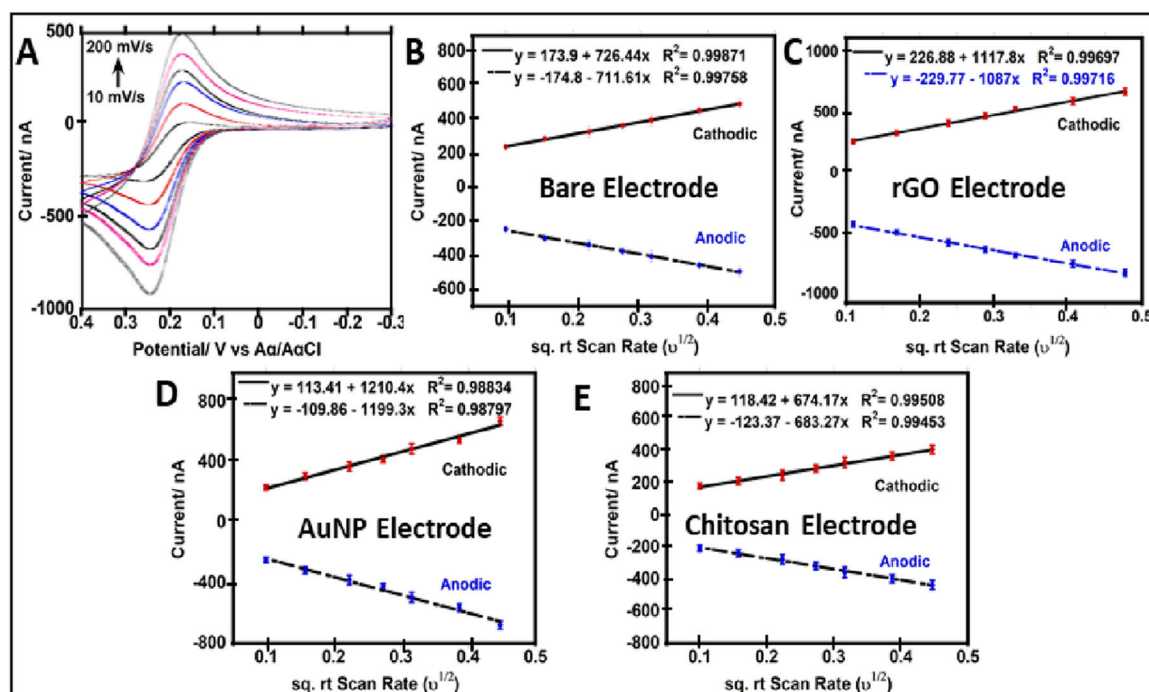 A
200 mV/s
10 mV/s
Current/ nA
500
0
-500
-1000
0.4 0.3 0.2 0.1 0 -0.1 -0.2 -0.3
Potential/ V vs Ag/AgCl
B
y = 173.9 + 726.44x R² = 0.99871
y = -174.8 - 711.61x R² = 0.99758
Cathodic
Bare Electrode
Anodic
Current/ nA
800
600
400
200
0
-200
-400
-600
0.1 0.2 0.3 0.4 0.5
sq. rt Scan Rate (υ^1/2)
C
y = 226.88 + 1117.8x R² = 0.99697
y = -229.77 - 1087x R² = 0.99716
Cathodic
rGO Electrode
Anodic
Current/ nA
1000
500
0
-500
-1000
0.1 0.2 0.3 0.4 0.5
sq. rt Scan Rate (υ^1/2)
D
y = 113.41 + 1210.4x R² = 0.98834
y = -109.86 - 1199.3x R² = 0.98797
Cathodic
AuNP Electrode
Anodic
Current/ nA
800
400
0
-400
-800
0.1 0.2 0.3 0.4 0.5
sq. rt Scan Rate (υ^1/2)
E
y = 118.42 + 674.17x R² = 0.99508
y = -123.37 - 683.27x R² = 0.99453
Cathodic
Chitosan Electrode
Anodic
Current/ nA
800
600
400
200
0
-200
-400
-600
-800
0.1 0.2 0.3 0.4 0.5
sq. rt Scan Rate (υ^1/2)